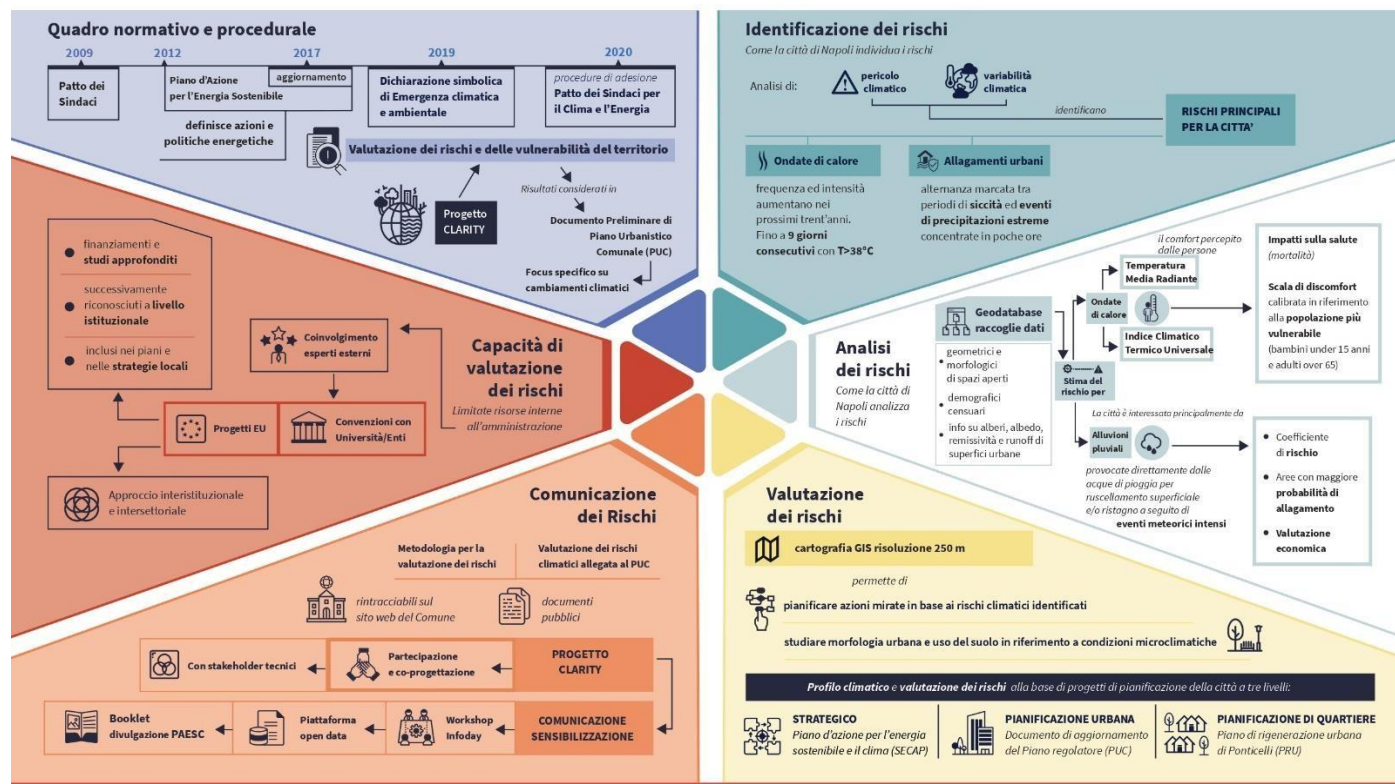 Quadro normativo e procedurale
2009
2012
2017
2019
2020
Patto dei
Sindaci
Piano d'Azione
per l'Energia Sostenibile
aggiornamento
Dichiarazione simbolica
di Emergenza climatica
e ambientale
procedure di adesione
Patto dei Sindaci per
il Clima e l'Energia
definisce azioni e
politiche energetiche
Valutazione dei rischi e delle vulnerabilità del territorio
Progetto
CLARITY
Risultati considerati in
Documento Preliminare di
Piano Urbanistico
Comunale (PUC)
Focus specifico su
cambiamenti climatici
Identificazione dei rischi
Come la città di Napoli individua i rischi
Analisi di:
pericolo
climatico
variabilità
climatica
identificano
RISCHI PRINCIPALI
PER LA CITTA'
Ondate di calore
frequenza ed intensità
aumentano nei
prossimi trent'anni.
Fino a 9 giorni
consecutivi con T>38°C
Allagamenti urbani
alternanza marcata tra
periodi di siccità ed eventi
di precipitazioni estreme
concentrate in poche ore
Capacità di
valutazione
dei rischi
Limitate risorse interne
all'amministrazione
Coinvolgimento
esperti esterni
Convenzioni con
Università/Enti
Progetti EU
finanziamenti e
studi approfonditi
successivamente
riconosciuti a livello
istituzionale
inclusi nei piani e
nelle strategie locali
Approccio interistituzionale
e intersettoriale
Analisi
dei rischi
Come la città di
Napoli analizza
i rischi
Geodatabase
raccoglie dati
geometrici e
morfologici
di spazi aperti
demografici
censuari
info su alberi, albedo,
remissività e runoff di
superfici urbane
Stima del
rischio per
Ondate
di calore
il comfort percepito
dalle persone
Temperatura
Media Radiante
Indice Climatico
Termico Universale
Impatti sulla salute
(mortalità)
Scala di discomfort
calibrata in riferimento
alla popolazione più
vulnerabile
(bambini under 15 anni
e adulti over 65)
La città è interessata principalmente da
Alluvioni
pluviali
provocate direttamente dalle
acque di pioggia per
ruscellamento superficiale
e/o ristagno a seguito di
eventi meteorici intensi
Coefficiente
di rischio
Aree con maggiore
probabilità di
allagamento
Valutazione
economica
Comunicazione
dei Rischi
Metodologia per la
valutazione dei rischi
Valutazione dei rischi
climatici allegata al PUC
rintracciabili sul
sito web del Comune
documenti
pubblici
PROGETTO
CLARITY
Partecipazione
e co-progettazione
Con stakeholder tecnici
COMUNICAZIONE
SENSIBILIZZAZIONE
Workshop
Infoday
Piattaforma
open data
Booklet
divulgazione PAESC
Valutazione
dei rischi
cartografia GIS risoluzione 250 m
permette di
pianificare azioni mirate in base ai rischi climatici identificati
studiare morfologia urbana e uso del suolo in riferimento a condizioni microclimatiche
Profilo climatico e valutazione dei rischi alla base di progetti di pianificazione della città a tre livelli:
STRATEGICO
Piano d'azione per l'energia
sostenibile e il clima (SECAP)
PIANIFICAZIONE URBANA
Documento di aggiornamento
del Piano regolatore (PUC)
PIANIFICAZIONE DI QUARTIERE
Piano di rigenerazione urbana
di Ponticelli (PRU)